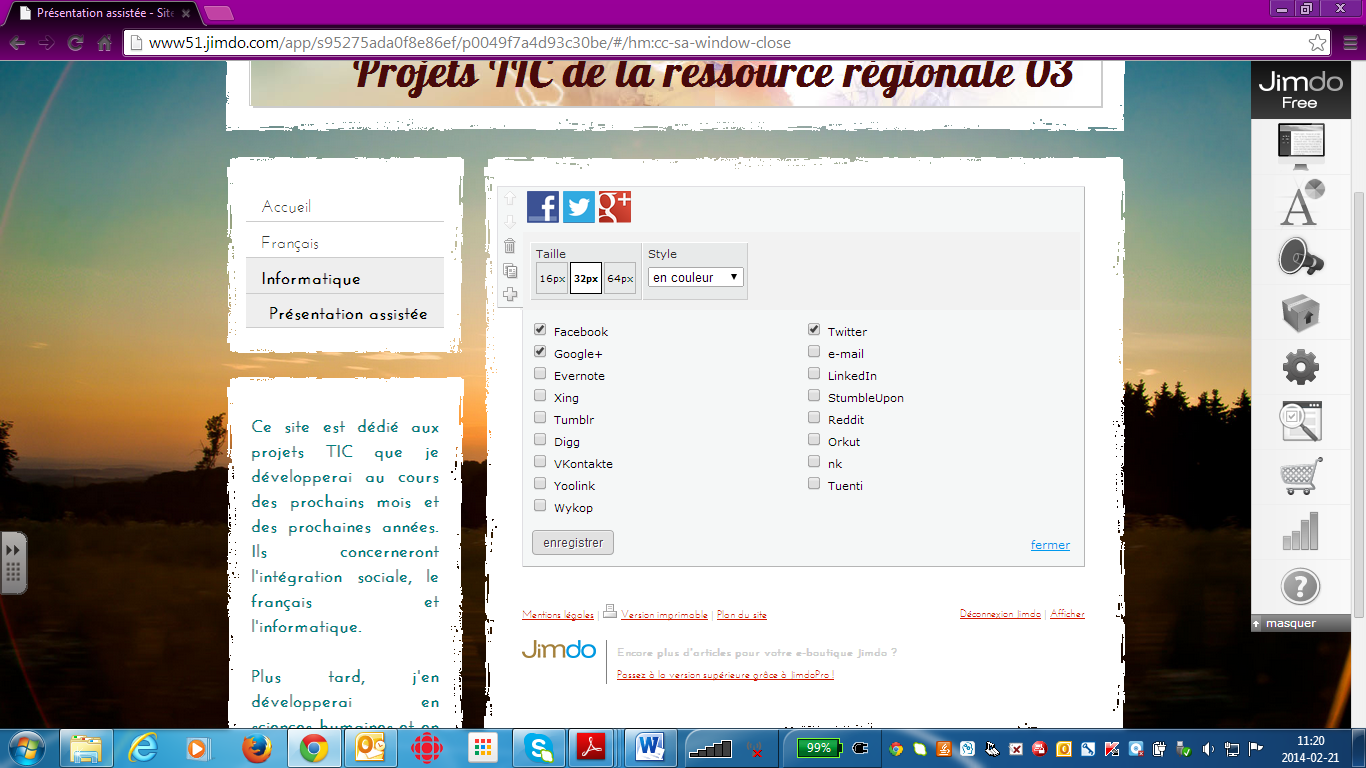 Présentation assistée - Site
www51.jimdo.com/app/s95275ada0f8e86ef/p0049f7a4d93c30be/#/hm:cc-sa-window-close
Projets TIC de la ressource régionale 03
Jimdo
Free
Accueil
Français
Informatique
Présentation assistée
Ce site est dédié aux
projets TIC que je
développerai au cours
des prochains mois et
des prochaines années.
Ils concerneront
l'intégration sociale, le
français et
l'informatique.
Plus tard, j'en
développerai en
sciences humaines et en
Taille
16px 32px 64px
Style
en couleur
Facebook
Twitter
Google+
e-mail
Evernote
LinkedIn
Xing
StumbleUpon
Tumblr
Reddit
Digg
Orkut
VKontakte
nk
Yoolink
Tuenti
Wykop
enregistrer
fermer
Mentions légales | Version imprimable | Plan du site
Déconnexion Jimdo | Afficher
Jimdo
Encore plus d'articles pour votre e-boutique Jimdo ?
Passez à la version supérieure grâce à JimdoPro !
masquer
99%
11:20
2014-02-21